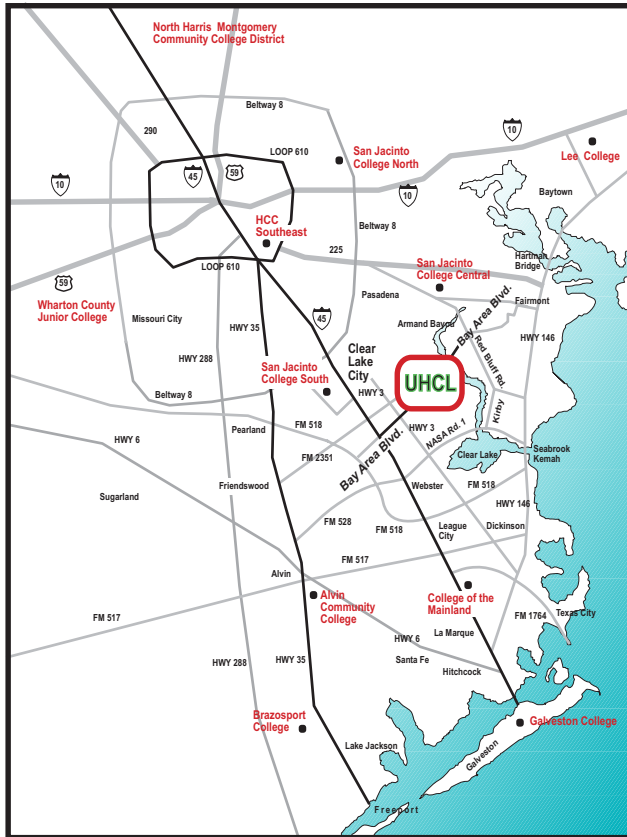 North Harris Montgomery
Community College District
Beltway 8
290
LOOP 610
San Jacinto
College North
10
Lee College
10
45
59
10
Baytown
HCC
Southeast
Beltway 8
225
Hartman
Bridge
LOOP 610
San Jacinto
College Central
59
Wharton County
Junior College
Pasadena
Fairmont
Missouri City
HWY 35
45
Armand Bayou
Bay Area Blvd.
HWY 146
Red Bluff Rd.
HWY 288
Clear
Lake
City
San Jacinto
College South
UHCL
HWY 3
Beltway 8
Kirby
FM 518
HWY 3
NASA Rd. 1
Pearland
HWY 6
Bay Area Blvd.
FM 2351
Clear Lake
Seabrook
Kemah
Sugarland
Friendswood
Webster
FM 518
HWY 146
FM 528
FM 518
League
City
Dickinson
FM 517
Alvin
Alvin
Community
College
College of the
Mainland
FM 517
FM 1764
Texas City
La Marque
HWY 6
HWY 288
HWY 35
Santa Fe
Hitchcock
Brazosport
College
Galveston College
Lake Jackson
Galveston
Freeport